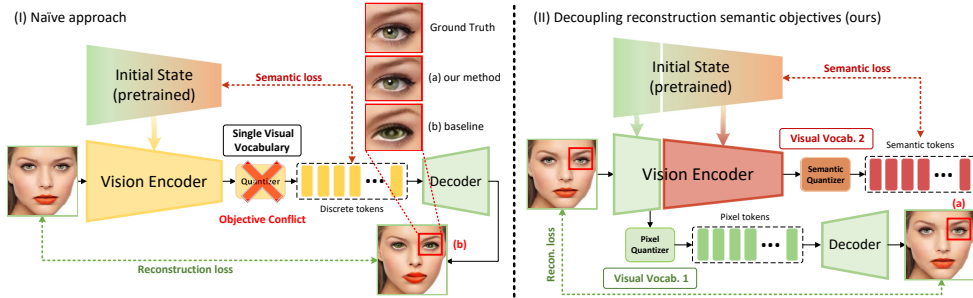 (I) Naïve approach
Initial State
(pretrained)
Semantic loss
Ground Truth
(a) our method
(b) baseline
Single Visual
Vocabulary
Vision Encoder
Quantizer
Objective Conflict
Discrete tokens
Decoder
(b)
Reconstruction loss
(II) Decoupling reconstruction semantic objectives (ours)
Initial State
(pretrained)
Semantic loss
Visual Vocab. 2
Semantic tokens
Vision Encoder
Semantic
Quantizer
(a)
Pixel tokens
Pixel
Quantizer
Decoder
Recon. loss
Visual Vocab. 1